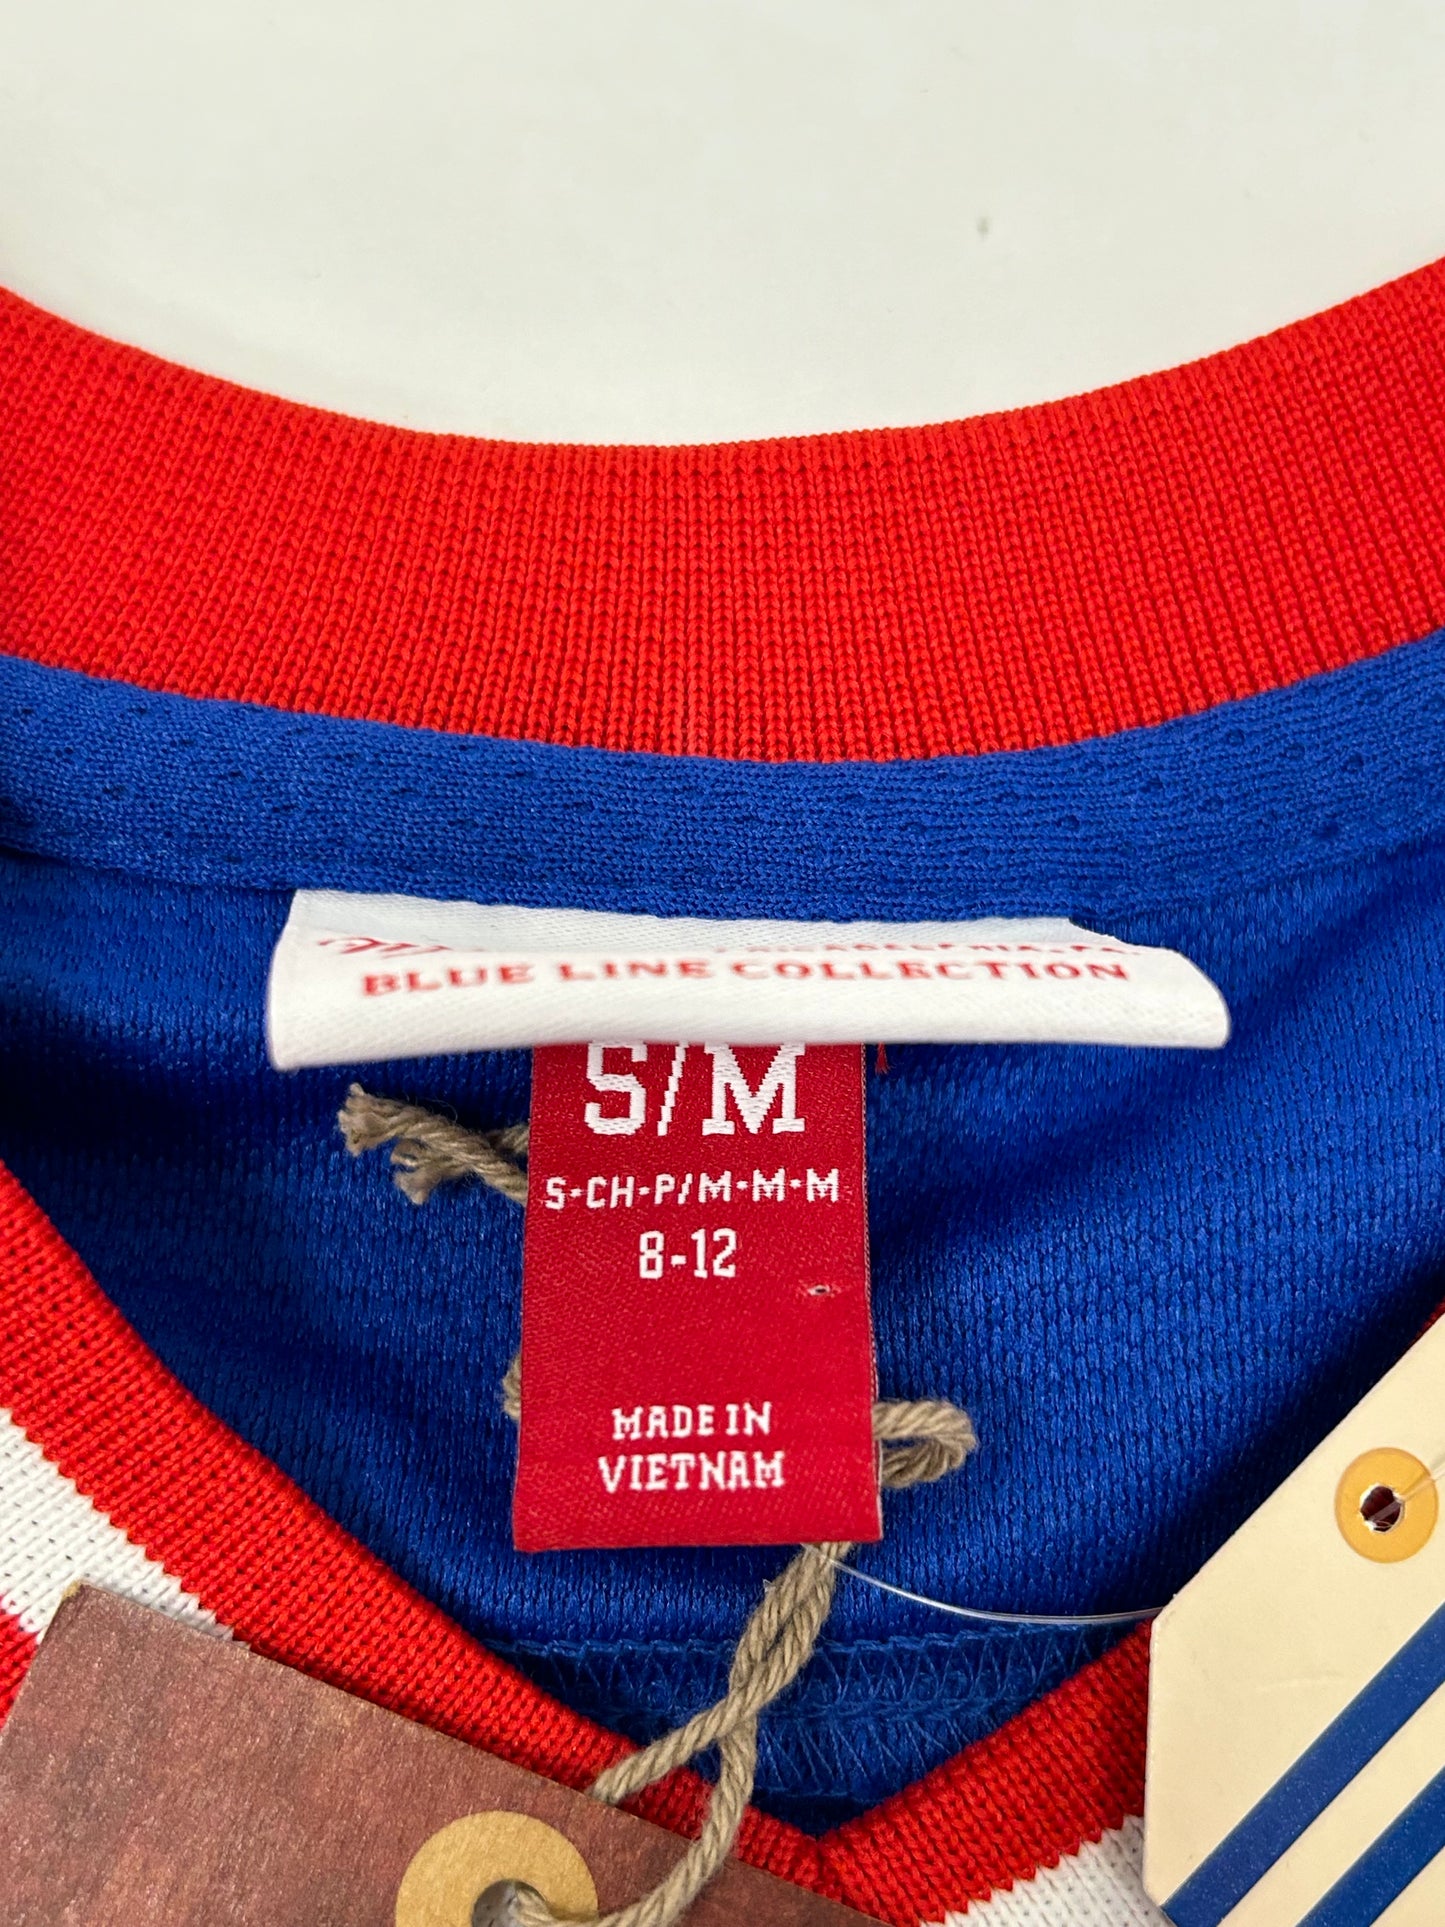 BLUE LINE COLLECTION
S/M
S•CH•P/M•M•M
8-12
MADE IN
VIETNAM